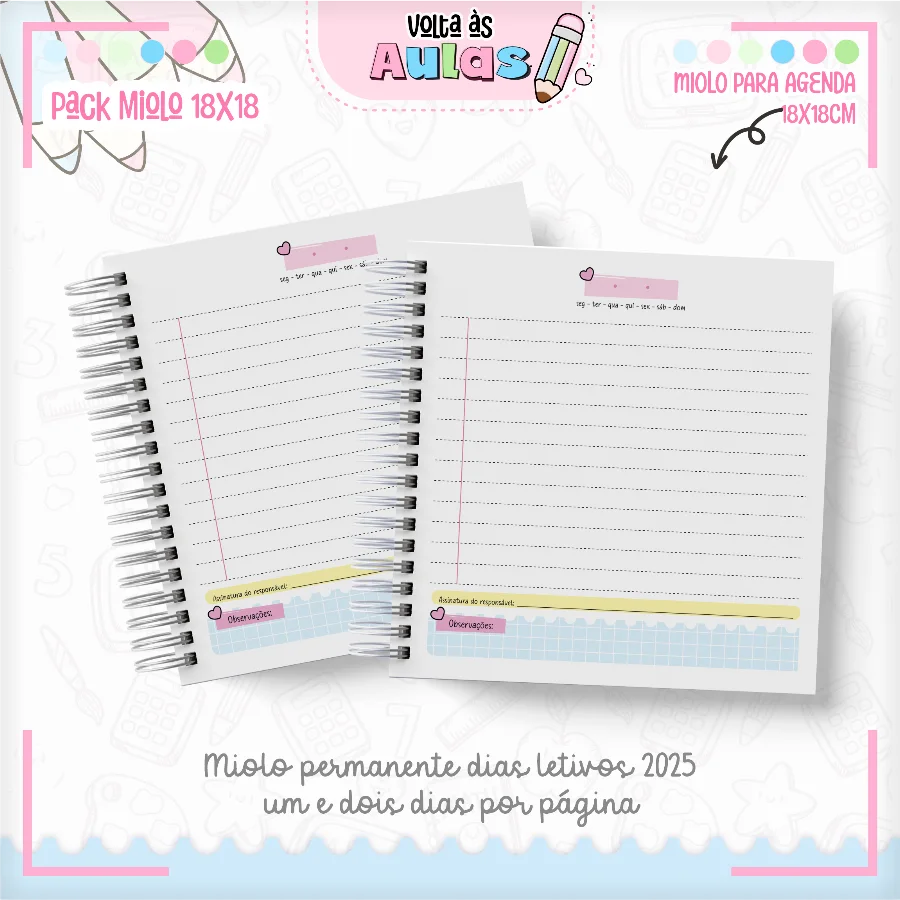 Volta às
Aulas
Pack Miolo 18X18
Miolo para agenda
18x18cm
seg - ter - qua - qui - sex - sáb - dom
Assinatura do responsável:
Observações:
seg - ter - qua - qui - sex - sáb - dom
Assinatura do responsável:
Observações:
Miolo permanente dias letivos 2025
um e dois dias por página